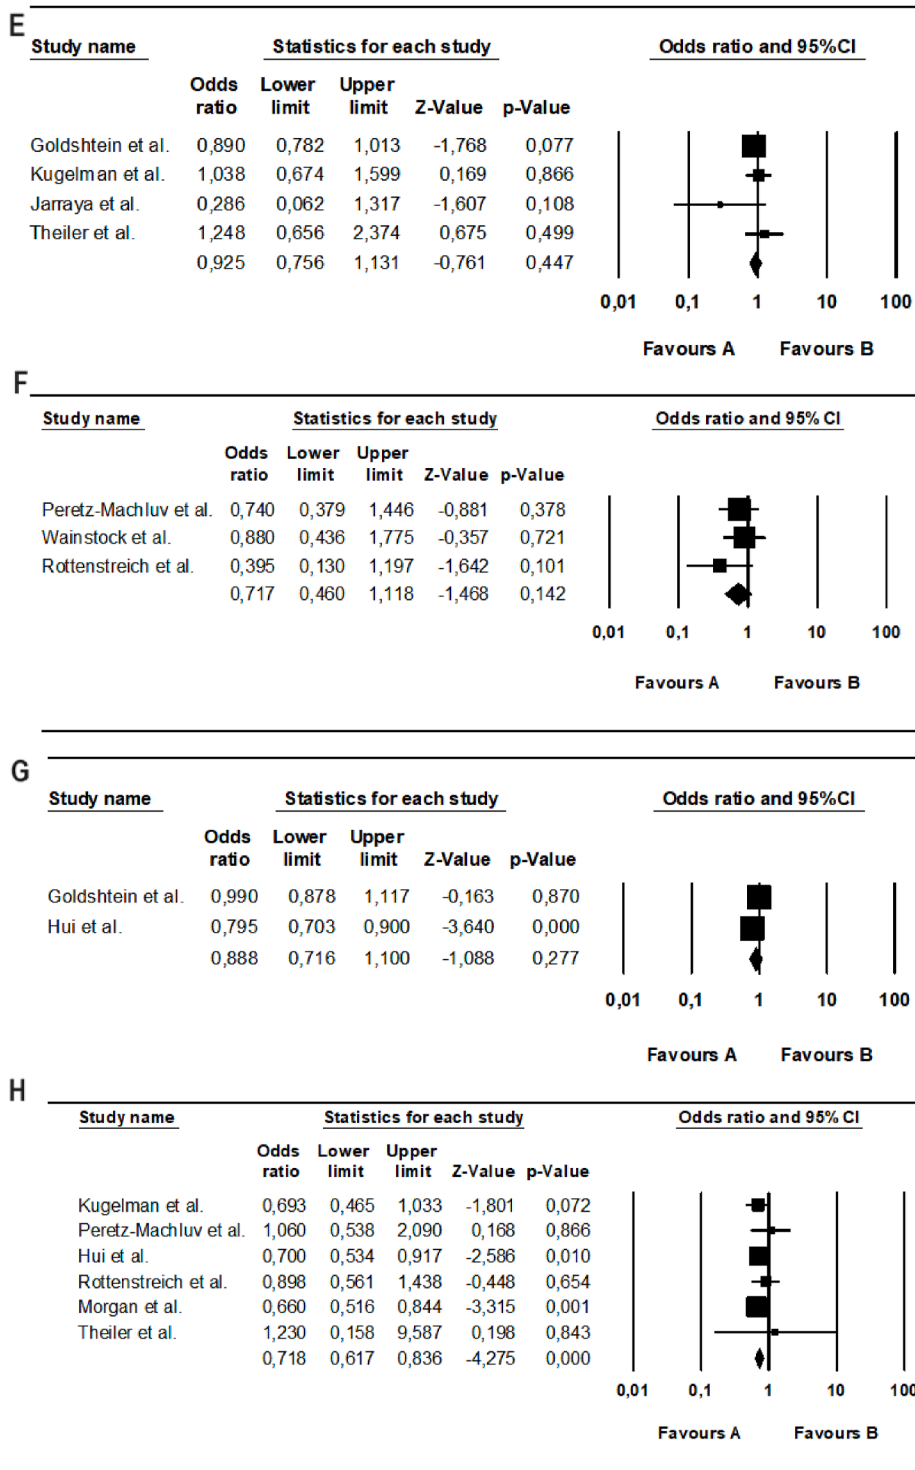 E
Study name Statistics for each study Odds ratio and 95%CI
Odds Lower Upper
ratio limit limit Z-Value p-Value
Goldshtein et al. 0,890 0,782 1,013 -1,768 0,077
Kugelman et al. 1,038 0,674 1,599 0,169 0,866
Jarraya et al. 0,286 0,062 1,317 -1,607 0,108
Theiler et al. 1,248 0,656 2,374 0,675 0,499
0,925 0,756 1,131 -0,761 0,447
0,01 0,1 1 10 100
Favours A Favours B
F
Study name Statistics for each study Odds ratio and 95% CI
Odds Lower Upper
ratio limit limit Z-Value p-Value
Peretz-Machluv et al. 0,740 0,379 1,446 -0,881 0,378
Wainstock et al. 0,880 0,436 1,775 -0,357 0,721
Rottenstreich et al. 0,395 0,130 1,197 -1,642 0,101
0,717 0,460 1,118 -1,468 0,142
0,01 0,1 1 10 100
Favours A Favours B
G
Study name Statistics for each study Odds ratio and 95%CI
Odds Lower Upper
ratio limit limit Z-Value p-Value
Goldshtein et al. 0,990 0,878 1,117 -0,163 0,870
Hui et al. 0,795 0,703 0,900 -3,640 0,000
0,888 0,716 1,100 -1,088 0,277
0,01 0,1 1 10 100
Favours A Favours B
H
Study name Statistics for each study Odds ratio and 95% CI
Odds Lower Upper
ratio limit limit Z-Value p-Value
Kugelman et al. 0,693 0,465 1,033 -1,801 0,072
Peretz-Machluv et al. 1,060 0,538 2,090 0,168 0,866
Hui et al. 0,700 0,534 0,917 -2,586 0,010
Rottenstreich et al. 0,898 0,561 1,438 -0,448 0,654
Morgan et al. 0,660 0,516 0,844 -3,315 0,001
Theiler et al. 1,230 0,158 9,587 0,198 0,843
0,718 0,617 0,836 -4,275 0,000
0,01 0,1 1 10 100
Favours A Favours B